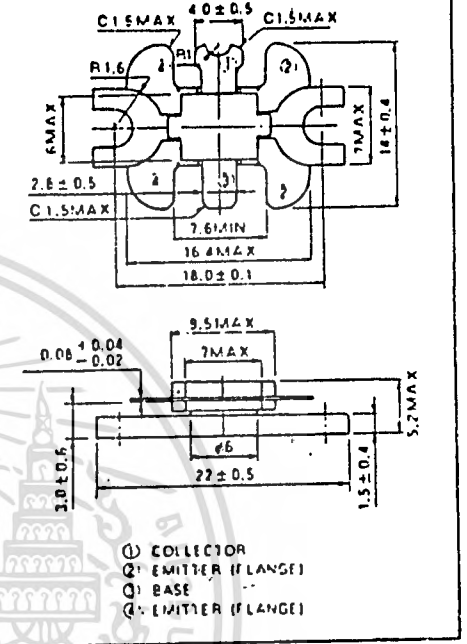 4.0±0.5
C1.5MAX
C1.5MAX
R1
R1.6
6MAX
7MAX
14±0.4
2.8±0.5
C1.5MAX
7.6MIN
16.4MAX
18.0±0.1
9.5MAX
7MAX
0.08 +0.04 -0.02
5.2MAX
3.0±0.6
ø6
22±0.5
1.5±0.4
① COLLECTOR
② EMITTER (FLANGE)
③ BASE
④ EMITTER (FLANGE)